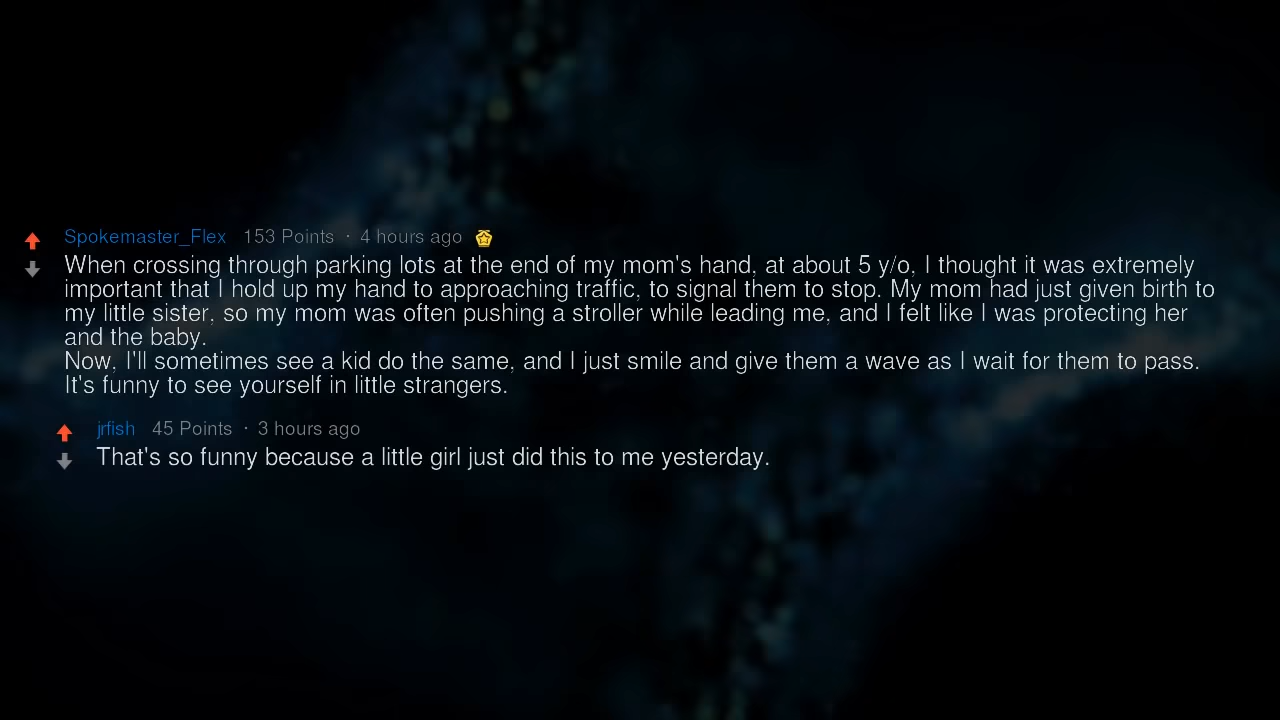 Spokemaster_Flex 153 Points · 4 hours ago
When crossing through parking lots at the end of my mom's hand, at about 5 y/o, I thought it was extremely
important that I hold up my hand to approaching traffic, to signal them to stop. My mom had just given birth to
my little sister, so my mom was often pushing a stroller while leading me, and I felt like I was protecting her
and the baby.
Now, I'll sometimes see a kid do the same, and I just smile and give them a wave as I wait for them to pass.
It's funny to see yourself in little strangers.
jrfish 45 Points · 3 hours ago
That's so funny because a little girl just did this to me yesterday.